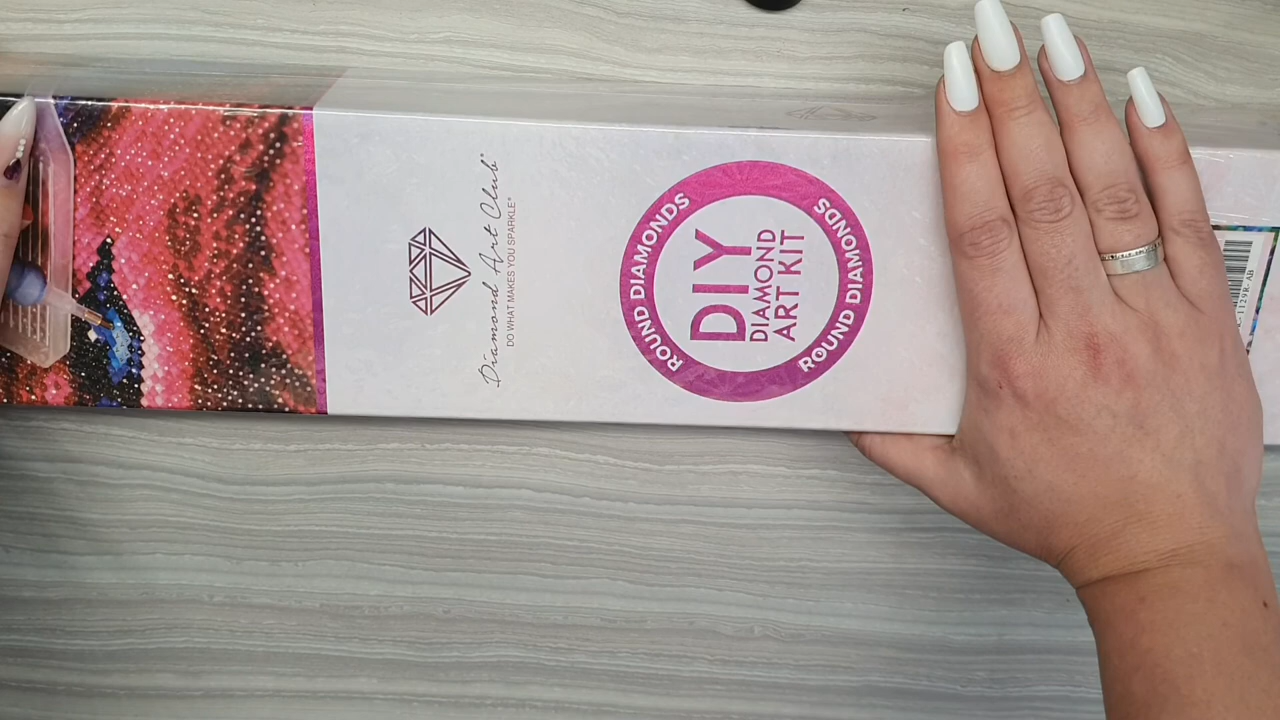 Diamond Art Club®
DO WHAT MAKES YOU SPARKLE®
ROUND DIAMONDS
DIY
DIAMOND
ART KIT
ROUND DIAMONDS